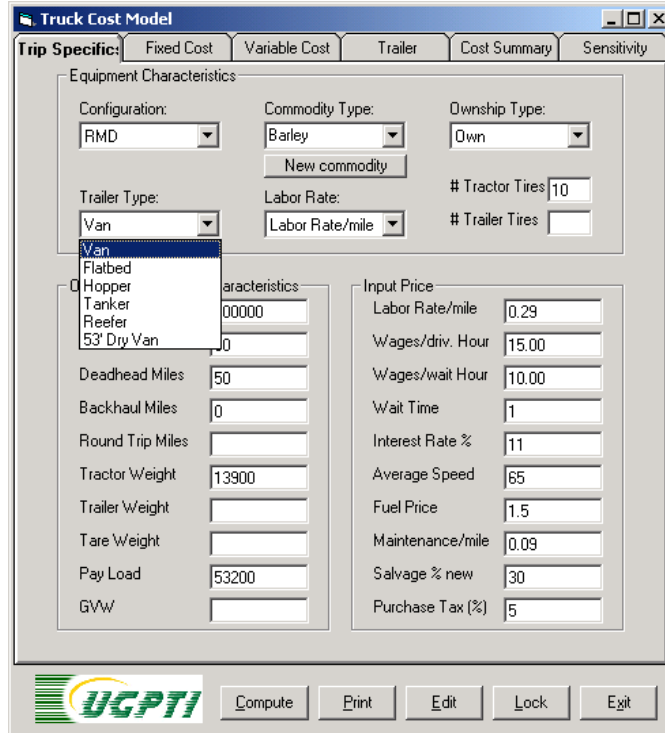 Truck Cost Model
Trip Specifics Fixed Cost Variable Cost Trailer Cost Summary Sensitivity
Equipment Characteristics
Configuration: Commodity Type: Ownship Type:
RMD Barley Own
New commodity
Trailer Type: Labor Rate: # Tractor Tires 10
Van Labor Rate/mile # Trailer Tires
Van
Flatbed
Hopper
Tanker
Reefer
53' Dry Van
aracteristics Input Price
00000 Labor Rate/mile 0.29
Wages/driv. Hour 15.00
Deadhead Miles 50 Wages/wait Hour 10.00
Backhaul Miles 0 Wait Time 1
Round Trip Miles Interest Rate % 11
Tractor Weight 13900 Average Speed 65
Trailer Weight Fuel Price 1.5
Tare Weight Maintenance/mile 0.09
Pay Load 53200 Salvage % new 30
GVW Purchase Tax (%) 5
UGPTI Compute Print Edit Lock Exit